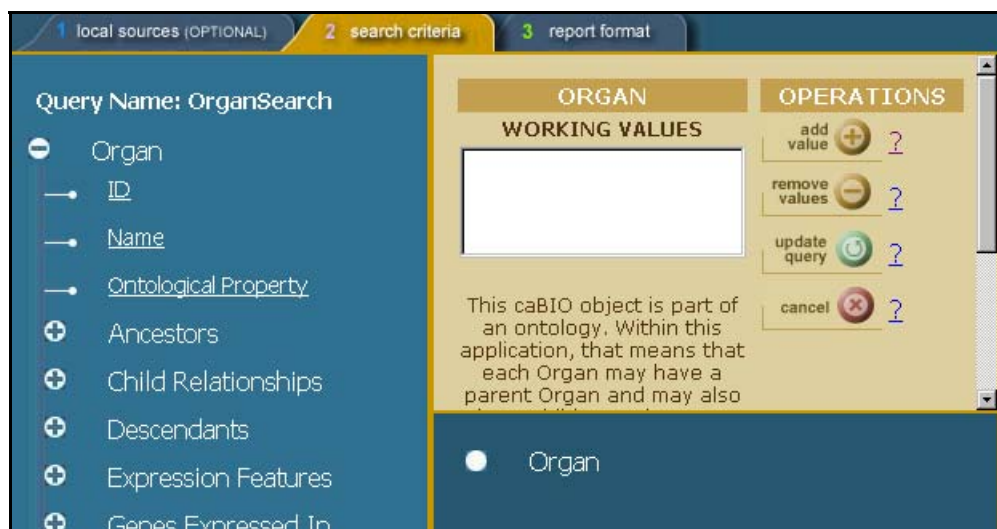 1 local sources (OPTIONAL)
2 search criteria
3 report format
Query Name: OrganSearch
Organ
ID
Name
Ontological Property
Ancestors
Child Relationships
Descendants
Expression Features
Genes Expressed In
ORGAN
WORKING VALUES
This caBIO object is part of
an ontology. Within this
application, that means that
each Organ may have a
parent Organ and may also
OPERATIONS
add
value
?
remove
values
?
update
query
?
cancel
?
Organ